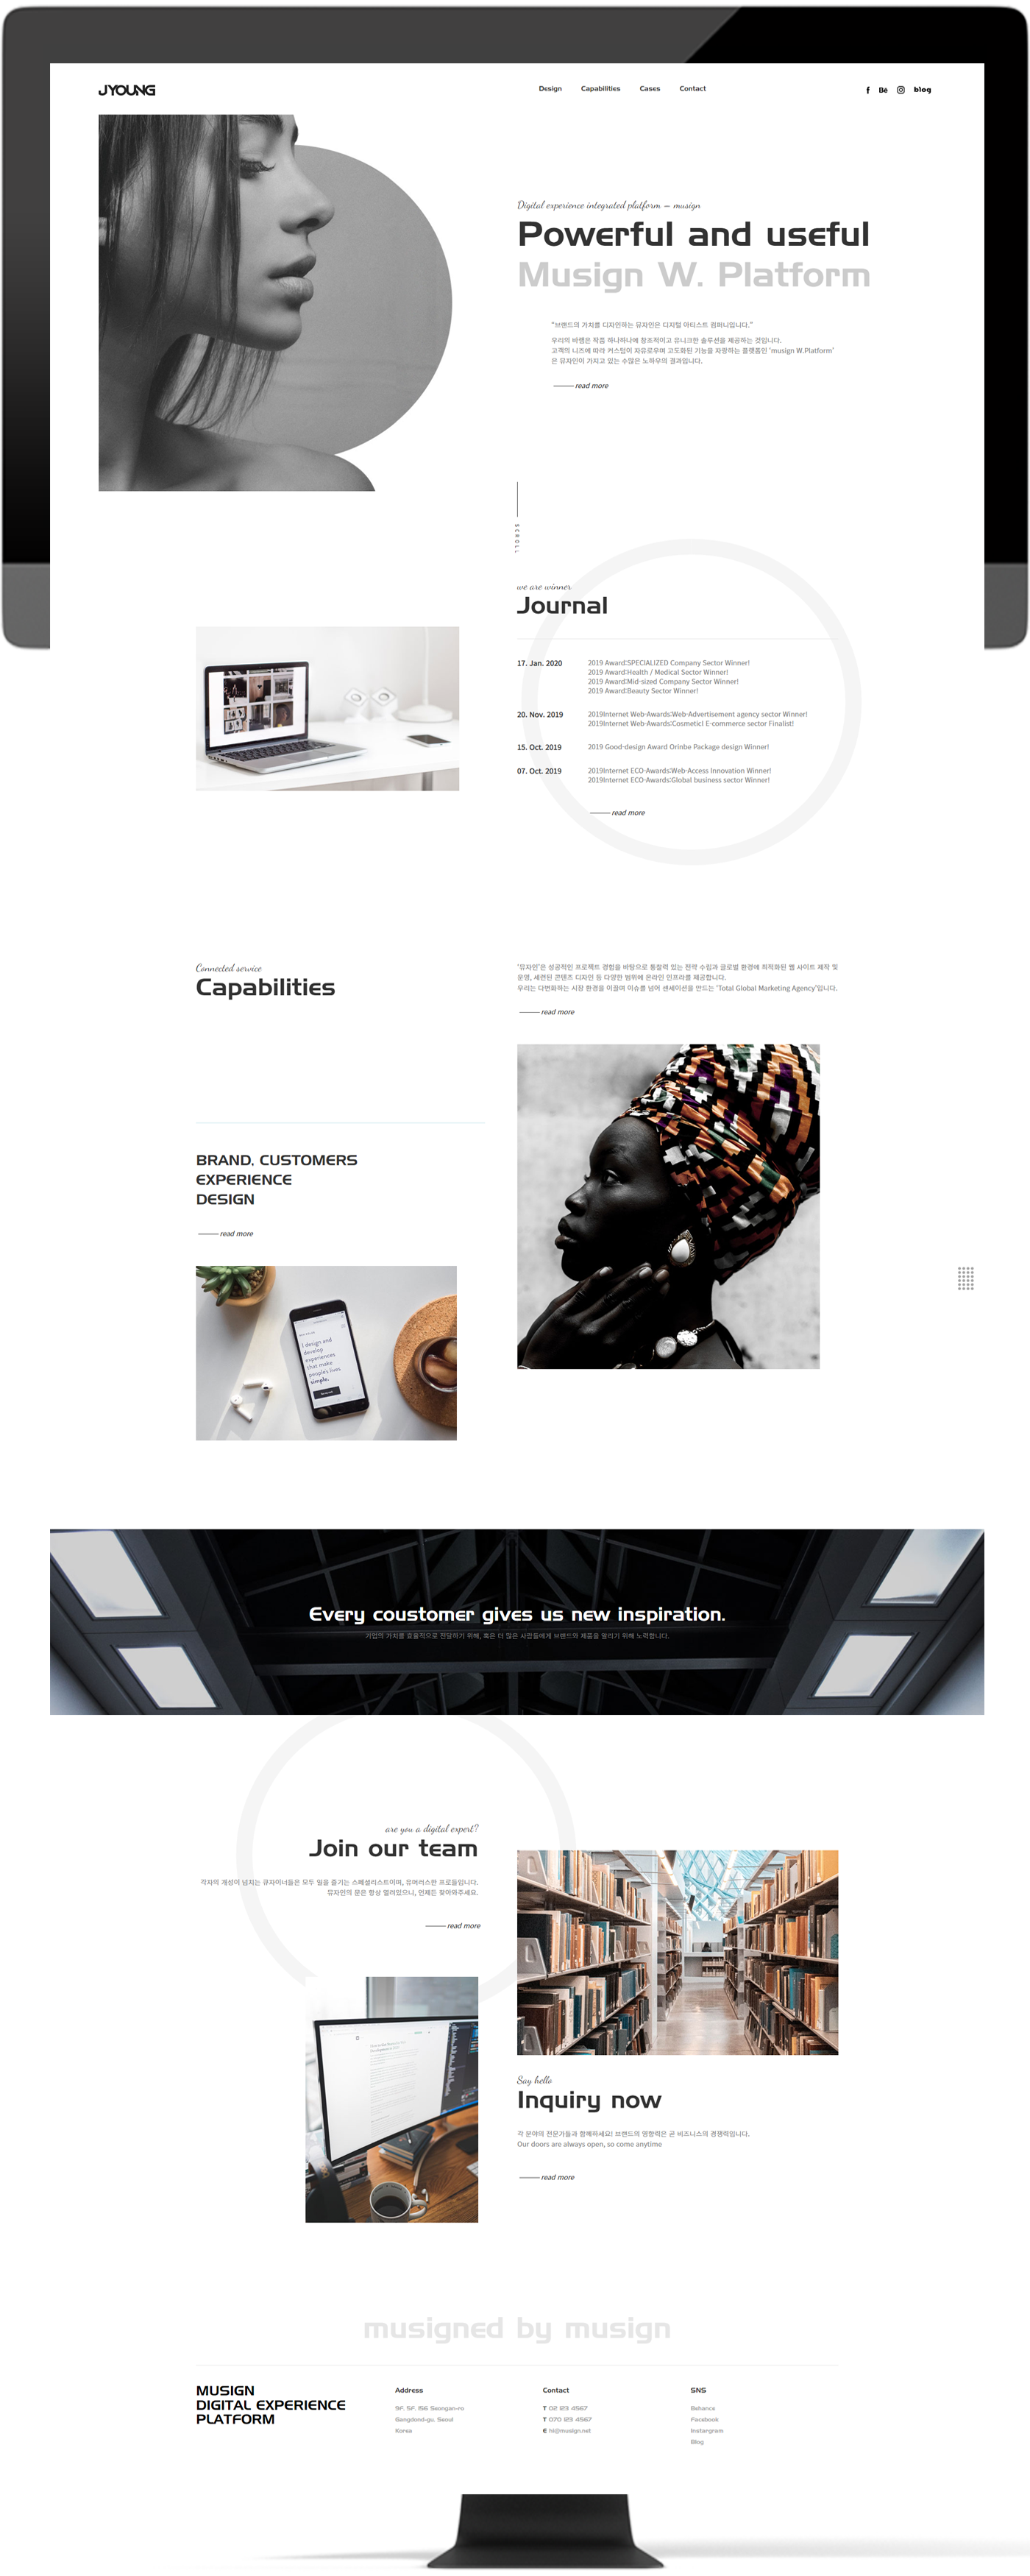 JYOUNG
Design Capabilities Cases Contact
f Bē blog
Digital experience integrated platform – musign
Powerful and useful
Musign W. Platform
"브랜드의 가치를 디자인하는 뮤자인은 디지털 아티스트 컴퍼니입니다."
우리의 바램은 작품 하나하나에 창조적이고 유니크한 솔루션을 제공하는 것입니다.
고객의 니즈에 따라 커스텀이 자유로우며 고도화된 기능을 자랑하는 플랫폼인 'musign W.Platform'
은 뮤자인이 가지고 있는 수많은 노하우의 결과입니다.
read more
SCROLL
we are winner
Journal
17. Jan. 2020
2019 Award:SPECIALIZED Company Sector Winner!
2019 Award:Health / Medical Sector Winner!
2019 Award:Mid-sized Company Sector Winner!
2019 Award:Beauty Sector Winner!
20. Nov. 2019
2019Internet Web-Awards:Web-Advertisement agency sector Winner!
2019Internet Web-Awards:Cosmeticl E-commerce sector Finalist!
15. Oct. 2019
2019 Good-design Award Orinbe Package design Winner!
07. Oct. 2019
2019Internet ECO-Awards:Web-Access Innovation Winner!
2019Internet ECO-Awards:Global business sector Winner!
read more
Connected service
Capabilities
'뮤자인'은 성공적인 프로젝트 경험을 바탕으로 통찰력 있는 전략 수립과 글로벌 환경에 최적화된 웹 사이트 제작 및
운영, 세련된 콘텐츠 디자인 등 다양한 범위에 온라인 인프라를 제공합니다.
우리는 다변화하는 시장 환경을 이끌며 이슈를 넘어 센세이션을 만드는 'Total Global Marketing Agency'입니다.
read more
BRAND, CUSTOMERS
EXPERIENCE
DESIGN
read more
I design and
develop
experiences
that make
people's lives
simple.
Every coustomer gives us new inspiration.
기업의 가치를 효율적으로 전달하기 위해, 혹은 더 많은 사람들에게 브랜드와 제품을 알리기 위해 노력합니다.
are you a digital expert?
Join our team
각자의 개성이 넘치는 뮤자이너들은 모두 일을 즐기는 스페셜리스트이며, 유머러스한 프로들입니다.
뮤자인의 문은 항상 열려있으니, 언제든 찾아와주세요.
read more
Say hello
Inquiry now
각 분야의 전문가들과 함께하세요! 브랜드의 영향력은 곧 비즈니스의 경쟁력입니다.
Our doors are always open, so come anytime
read more
musigned by musign
MUSIGN
DIGITAL EXPERIENCE
PLATFORM
Address
9F, 5F, 156 Seongan-ro
Gangdond-gu, Seoul
Korea
Contact
T 02 123 4567
T 070 123 4567
E hi@musign.net
SNS
Behance
Facebook
Instargram
Blog